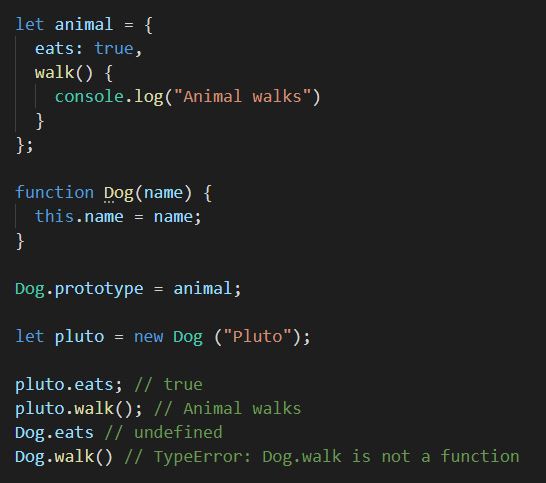 let animal = {
  eats: true,
  walk() {
    console.log("Animal walks")
  }
};

function Dog(name) {
  this.name = name;
}

Dog.prototype = animal;

let pluto = new Dog ("Pluto");

pluto.eats; // true
pluto.walk(); // Animal walks
Dog.eats // undefined
Dog.walk() // TypeError: Dog.walk is not a function